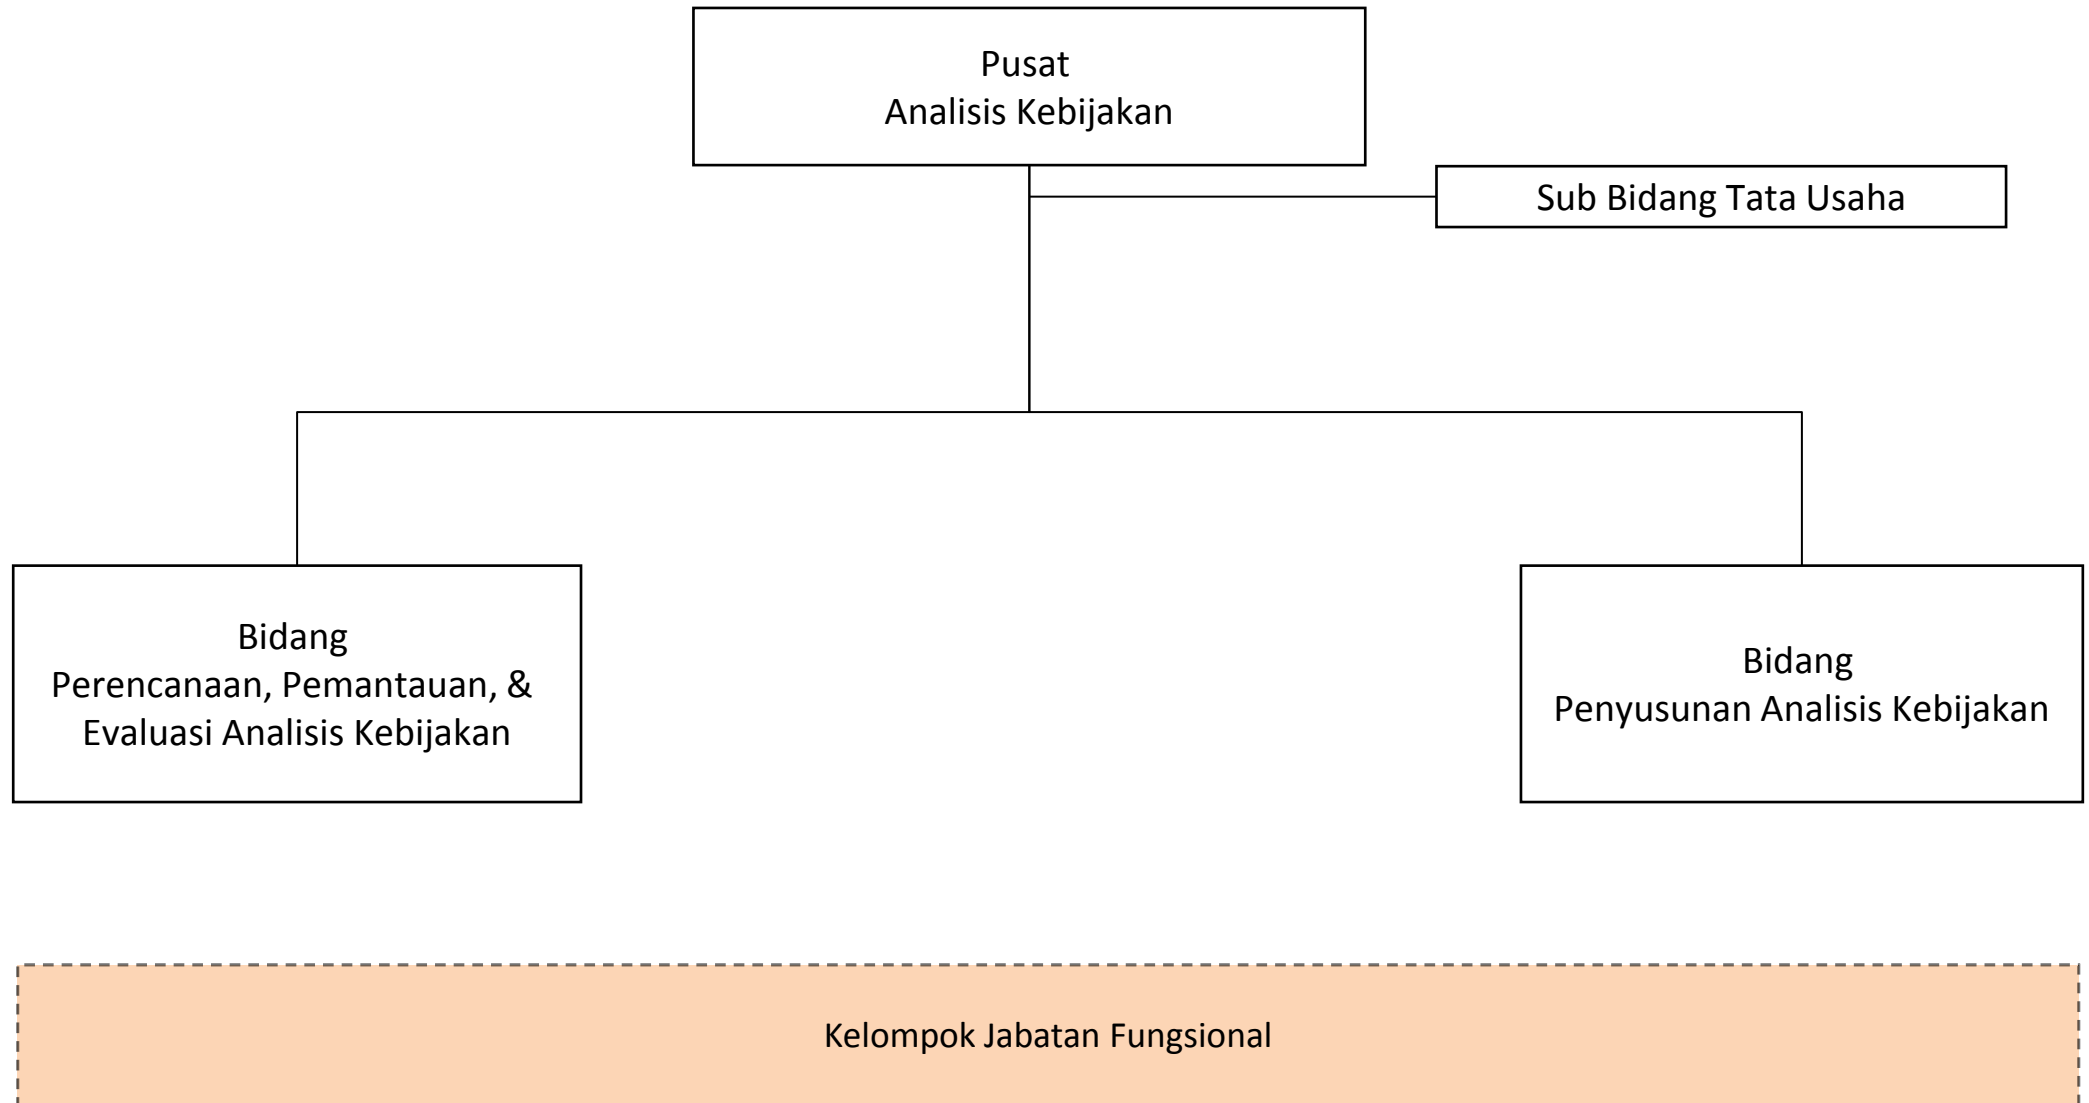 Pusat
Analisis Kebijakan
Sub Bidang Tata Usaha
Bidang
Perencanaan, Pemantauan, &
Evaluasi Analisis Kebijakan
Bidang
Penyusunan Analisis Kebijakan
Kelompok Jabatan Fungsional